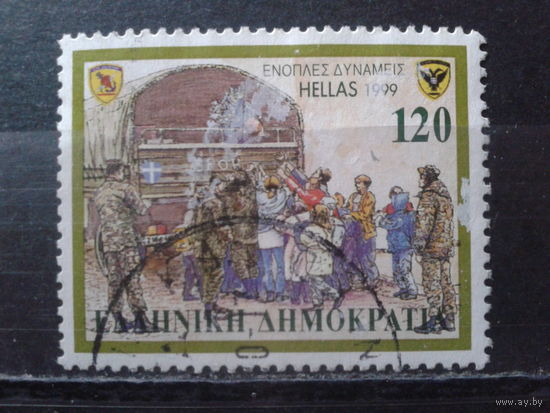 ΕΝΟΠΛΕΣ ΔΥΝΑΜΕΙΣ
HELLAS 1999
120
ΕΛΛΗΝΙΚΗ ΔΗΜΟΚΡΑΤΙΑ
www.ay.by